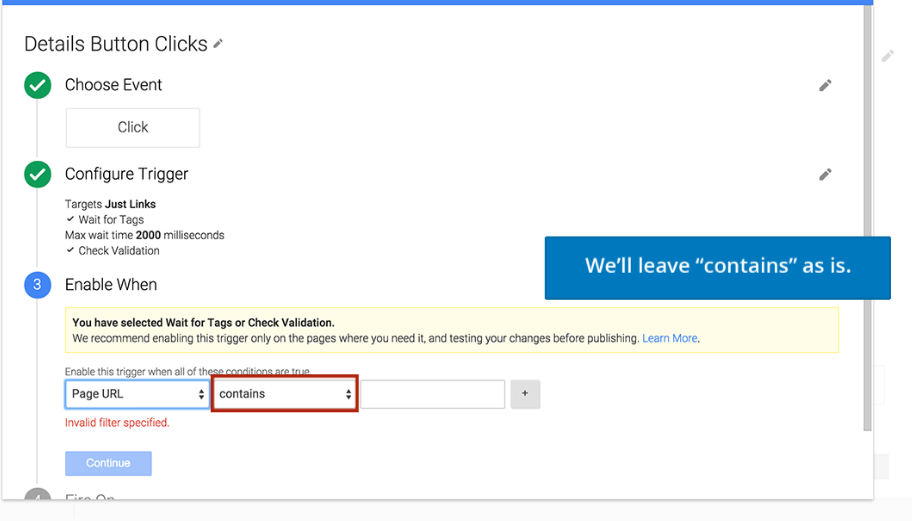 Details Button Clicks
Choose Event
Click
Configure Trigger
Targets Just Links
Wait for Tags
Max wait time 2000 milliseconds
Check Validation
We'll leave “contains” as is.
3
Enable When
You have selected Wait for Tags or Check Validation.
We recommend enabling this trigger only on the pages where you need it, and testing your changes before publishing. Learn More.
Enable this trigger when all of these conditions are true.
Page URL contains +
Invalid filter specified.
Continue
4 Fire On